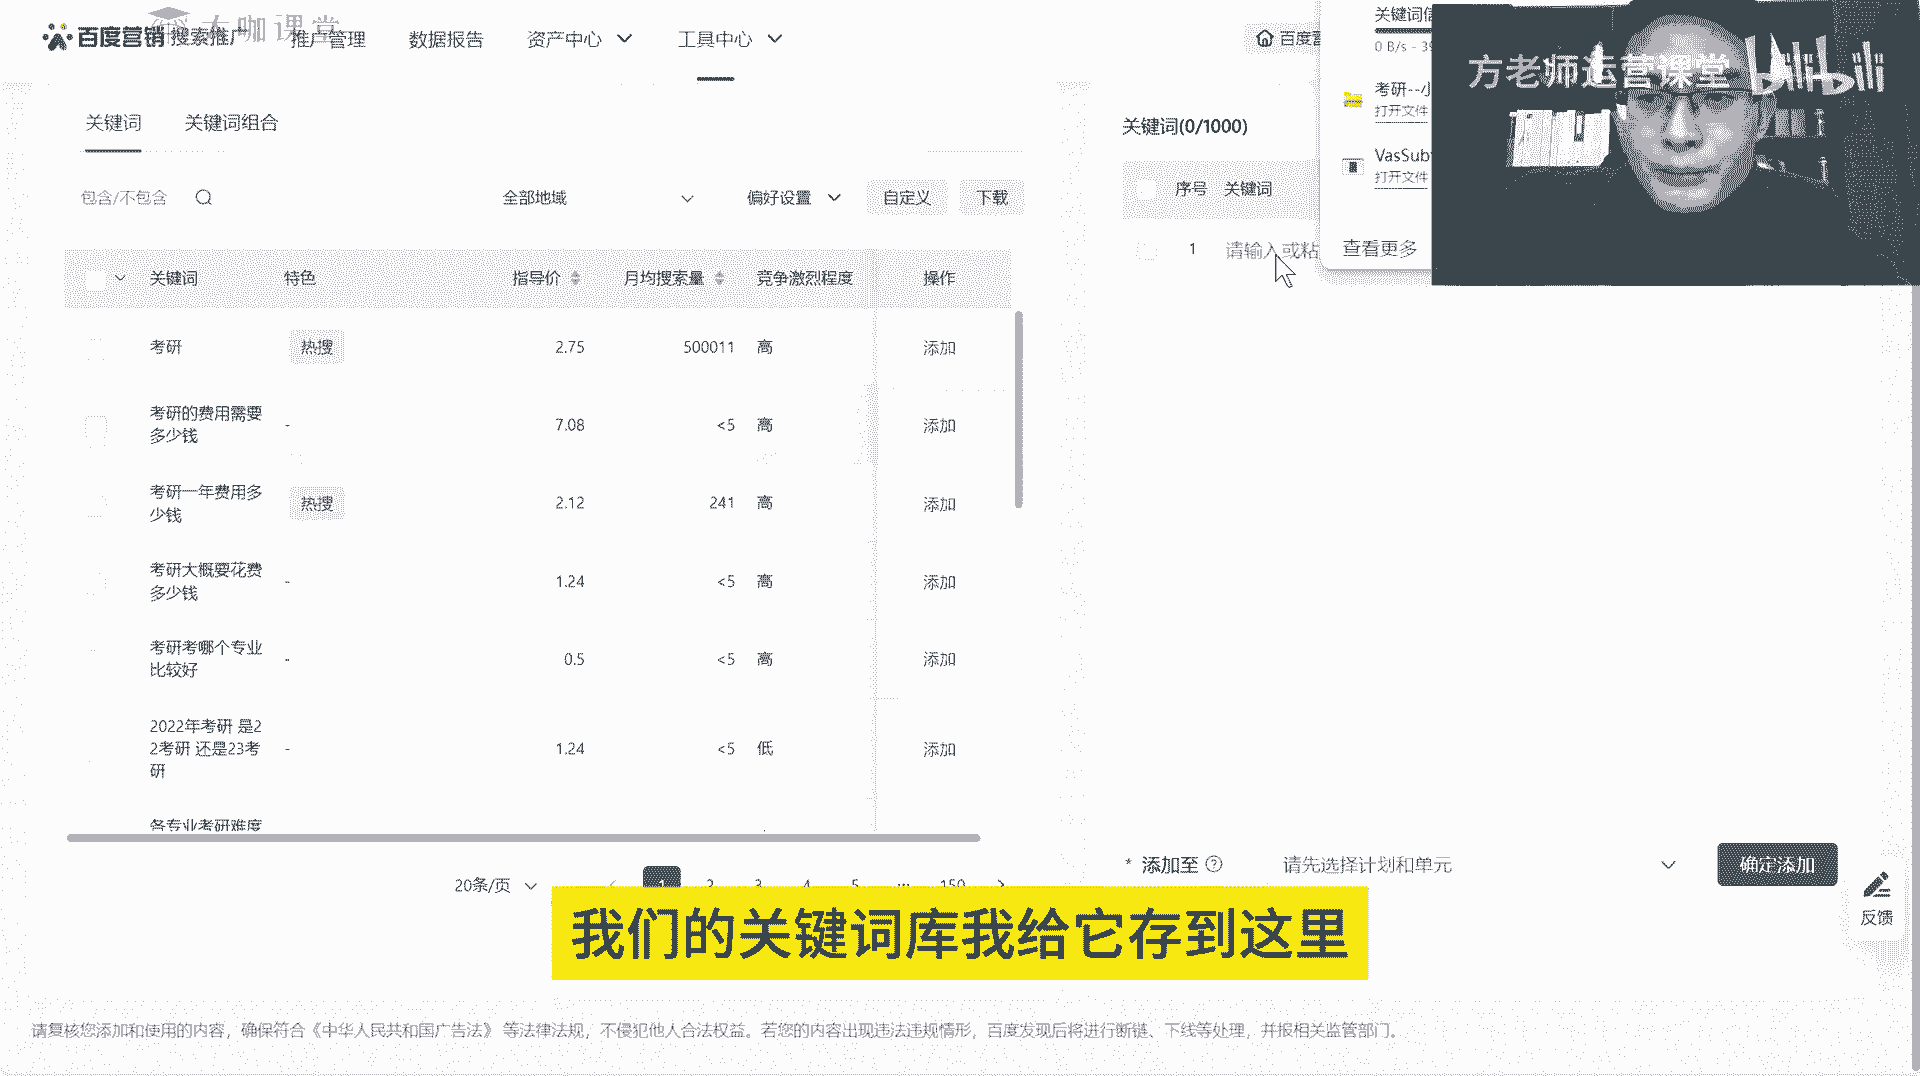 百度营销 搜索推广 推广管理 数据报告 资产中心 工具中心
大咖课堂
方老师运营课堂 bilibili
0 B/s - 39
打开文件
打开文件
查看更多
关键词 关键词组合
包含/不包含 全部地域 偏好设置 自定义 下载
关键词 特色 指导价 月均搜索量 竞争激烈程度 操作
考研 热搜 2.75 500011 高 添加
考研的费用需要
多少钱 - 7.08 <5 高 添加
考研一年费用多
少钱 热搜 2.12 241 高 添加
考研大概要花费
多少钱 - 1.24 <5 高 添加
考研考哪个专业
比较好 - 0.5 <5 高 添加
2022年考研 是2
2考研 还是23考
研 - 1.24 <5 低 添加
各专业考研难度
20条/页 1 2 3 4 5 ... 150
关键词(0/1000)
序号 关键词
1 请输入或粘
* 添加至 请先选择计划和单元 确定添加
反馈
我们的关键词库我给它存到这里
请复核您添加和使用的内容，确保符合《中华人民共和国广告法》 等法律法规，不侵犯他人合法权益。若您的内容出现违法违规情形，百度发现后将进行断链、下线等处理，并报相关监管部门。